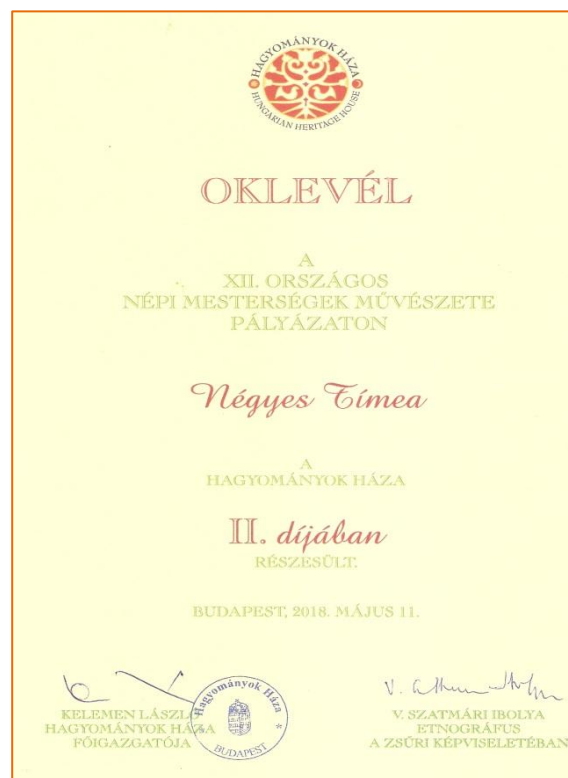 HAGYOMÁNYOK HÁZA
HUNGARIAN HERITAGE HOUSE
OKLEVÉL
A
XII. ORSZÁGOS
NÉPI MESTERSÉGEK MŰVÉSZETE
PÁLYÁZATON
Négyes Tímea
A
HAGYOMÁNYOK HÁZA
II. díjában
RÉSZESÜLT.
BUDAPEST, 2018. MÁJUS 11.
KELEMEN LÁSZLÓ
HAGYOMÁNYOK HÁZA
FŐIGAZGATÓJA
Hagyományok Háza
BUDAPEST
V. SZATMÁRI IBOLYA
ETNOGRÁFUS
A ZSŰRI KÉPVISELETÉBAN